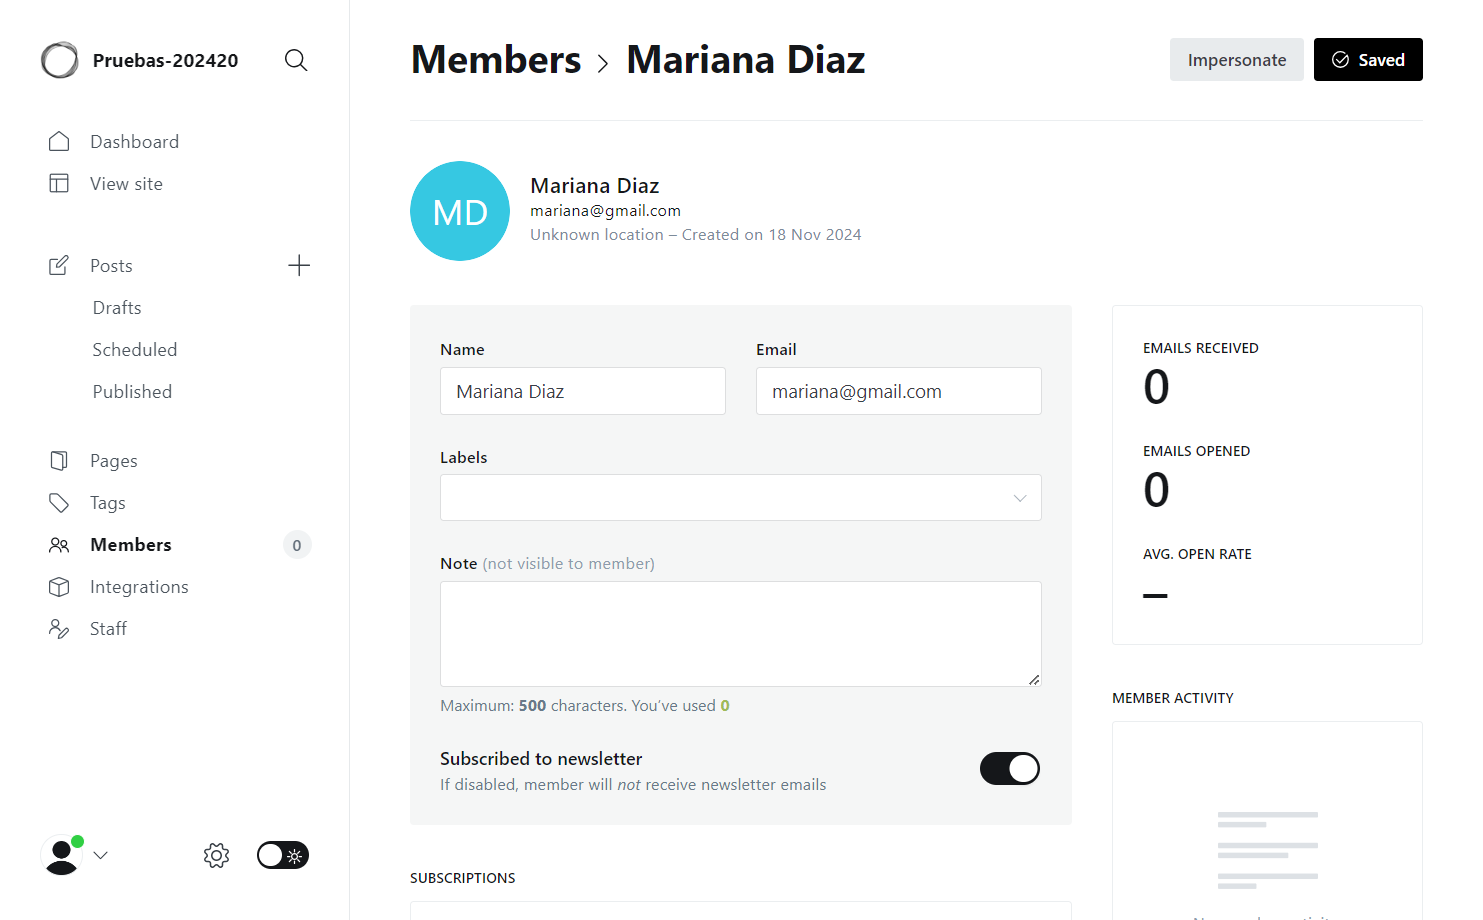 Pruebas-202420
Dashboard
View site
Posts
Drafts
Scheduled
Published
Pages
Tags
Members 0
Integrations
Staff
Members > Mariana Diaz
Impersonate
Saved
MD
Mariana Diaz
mariana@gmail.com
Unknown location – Created on 18 Nov 2024
Name
Mariana Diaz
Email
mariana@gmail.com
Labels
Note (not visible to member)
Maximum: 500 characters. You've used 0
Subscribed to newsletter
If disabled, member will not receive newsletter emails
SUBSCRIPTIONS
EMAILS RECEIVED
0
EMAILS OPENED
0
AVG. OPEN RATE
–
MEMBER ACTIVITY